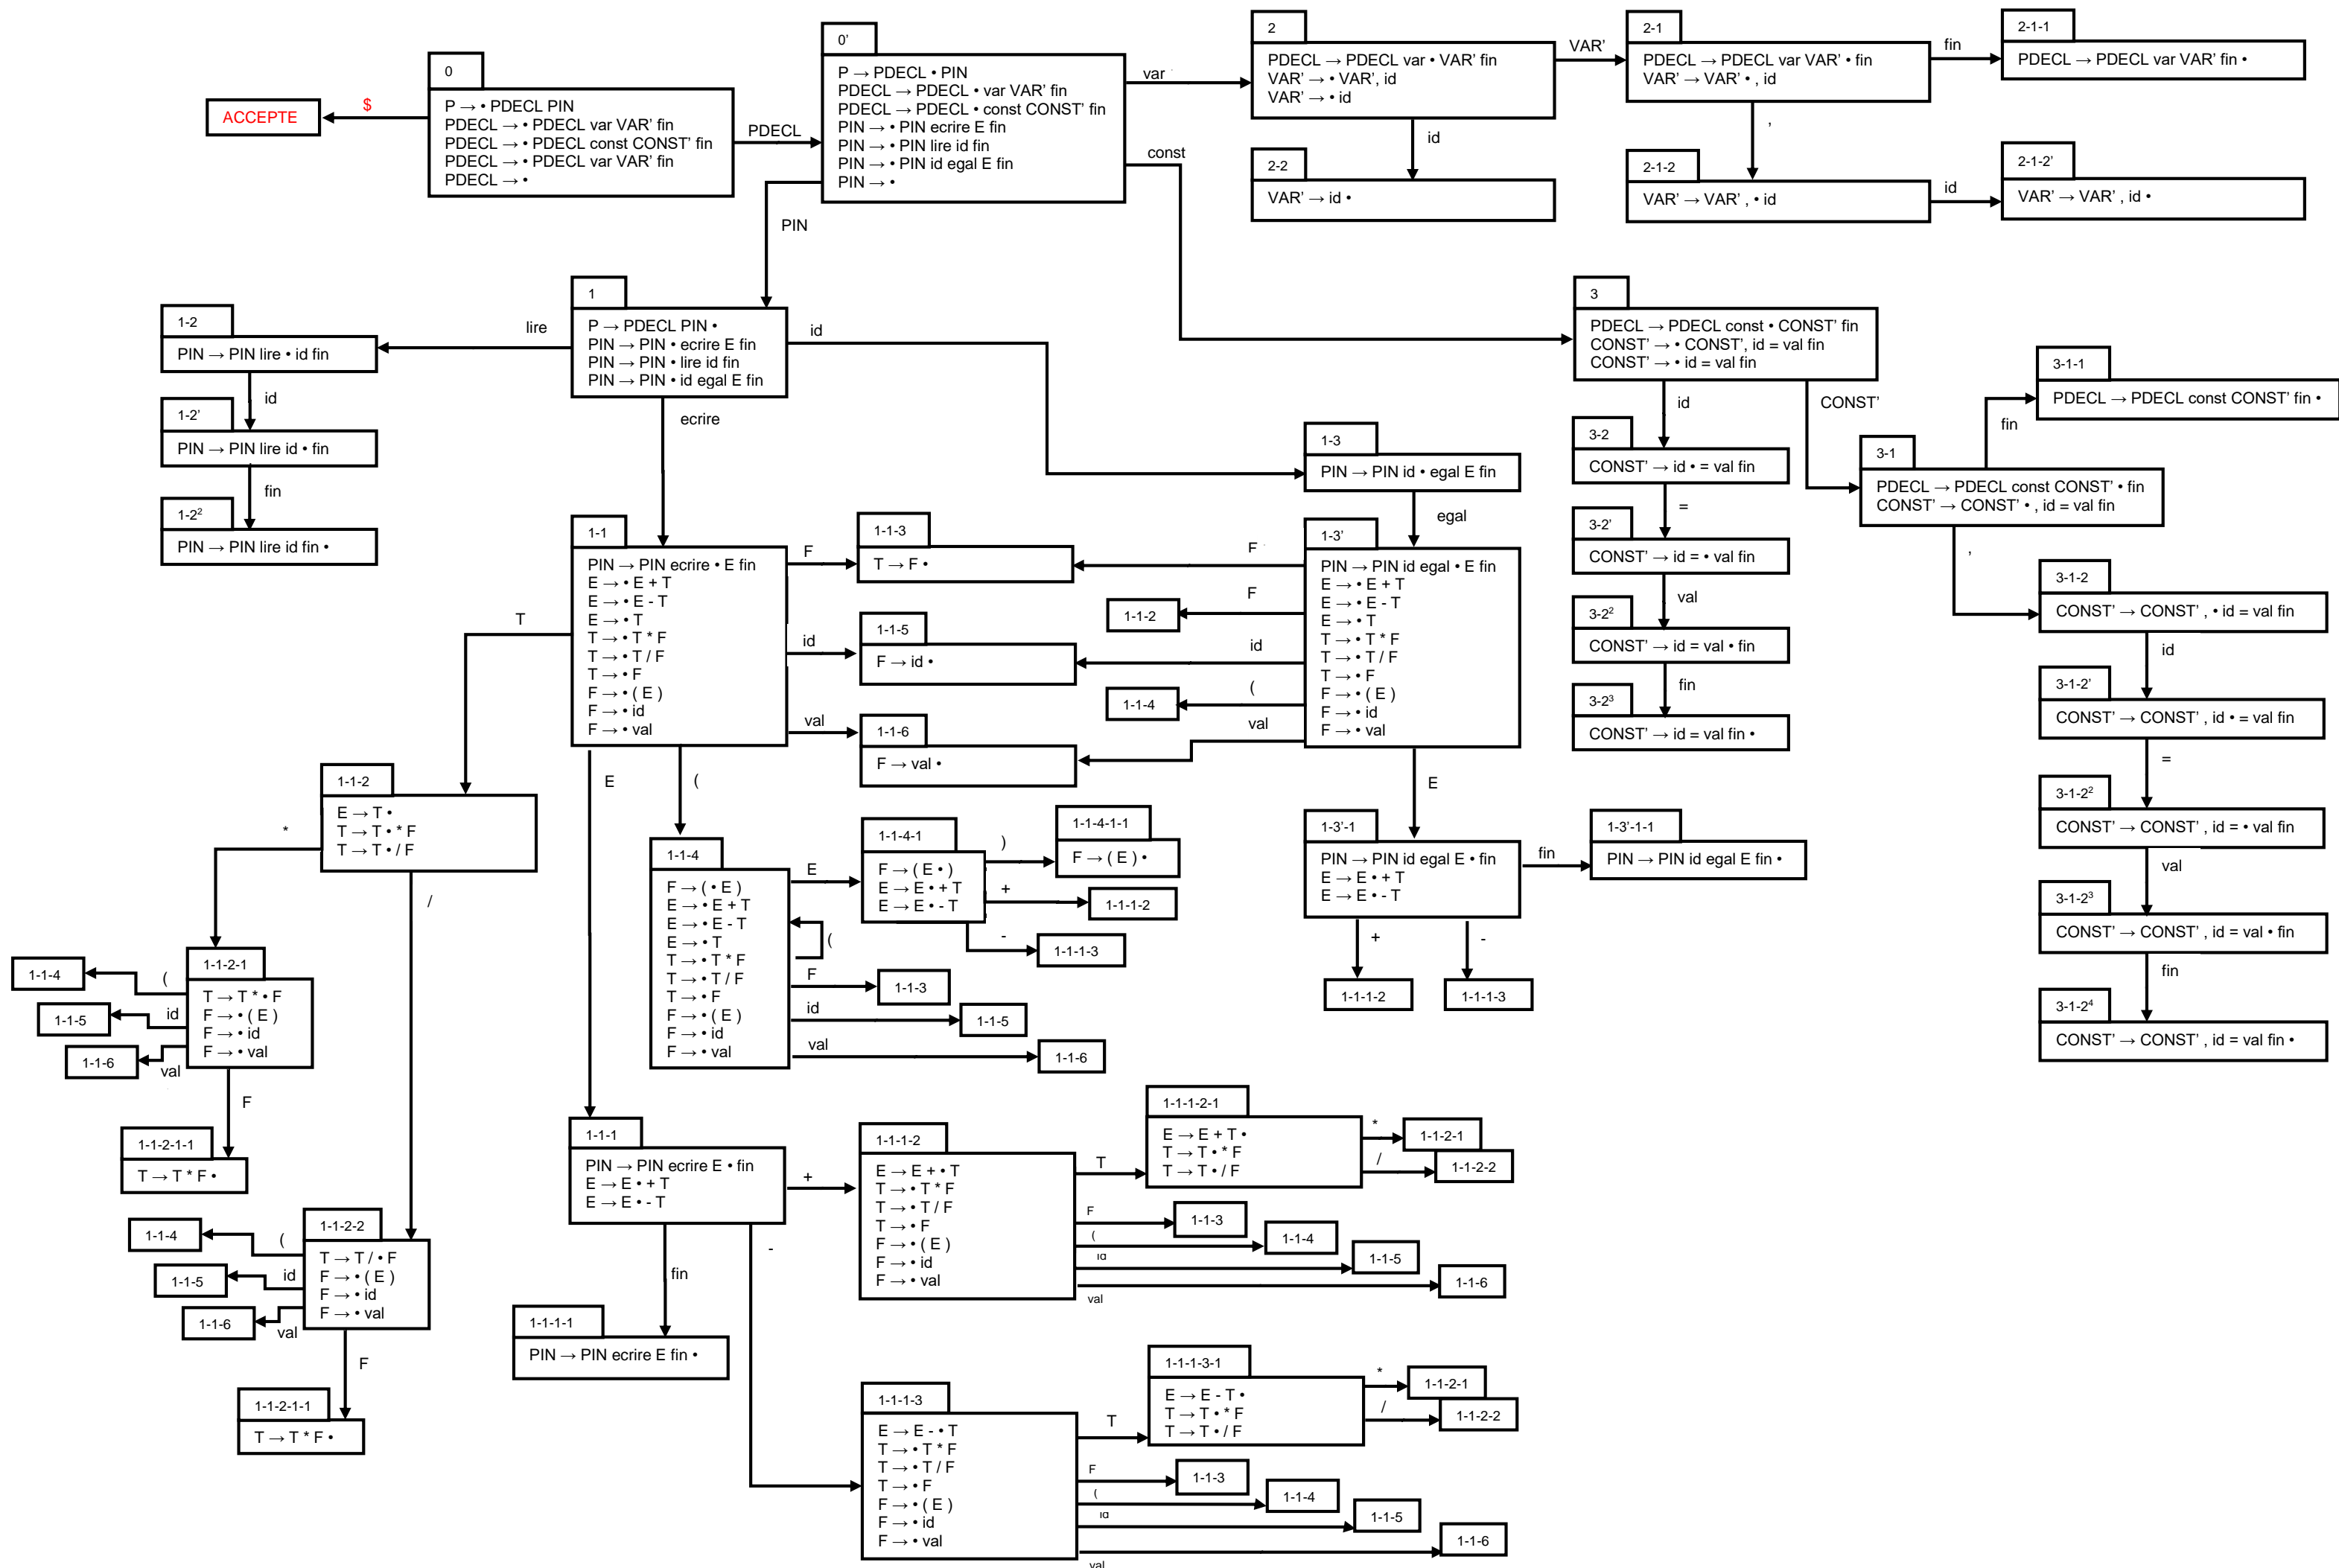 0
P → • PDECL PIN
PDECL → • PDECL var VAR’ fin
PDECL → • PDECL const CONST’ fin
PDECL → • PDECL var VAR’ fin
PDECL → •
$
ACCEPTE
PDECL
0’
P → PDECL • PIN
PDECL → PDECL • var VAR’ fin
PDECL → PDECL • const CONST’ fin
PIN → • PIN ecrire E fin
PIN → • PIN lire id fin
PIN → • PIN id egal E fin
PIN → •
var
const
PIN
2
PDECL → PDECL var • VAR’ fin
VAR’ → • VAR’, id
VAR’ → • id
VAR’
id
2-2
VAR’ → id •
2-1
PDECL → PDECL var VAR’ • fin
VAR’ → VAR’ • , id
fin
,
2-1-1
PDECL → PDECL var VAR’ fin •
2-1-2
VAR’ → VAR’ , • id
id
2-1-2’
VAR’ → VAR’ , id •
1
P → PDECL PIN •
PIN → PIN • ecrire E fin
PIN → PIN • lire id fin
PIN → PIN • id egal E fin
lire
id
ecrire
1-2
PIN → PIN lire • id fin
id
1-2’
PIN → PIN lire id • fin
fin
1-2²
PIN → PIN lire id fin •
3
PDECL → PDECL const • CONST’ fin
CONST’ → • CONST’, id = val fin
CONST’ → • id = val fin
id
CONST’
3-2
CONST’ → id • = val fin
=
3-2’
CONST’ → id = • val fin
val
3-2²
CONST’ → id = val • fin
fin
3-2³
CONST’ → id = val fin •
3-1
PDECL → PDECL const CONST’ • fin
CONST’ → CONST’ • , id = val fin
fin
,
3-1-1
PDECL → PDECL const CONST’ fin •
3-1-2
CONST’ → CONST’ , • id = val fin
id
3-1-2’
CONST’ → CONST’ , id • = val fin
=
3-1-2²
CONST’ → CONST’ , id = • val fin
val
3-1-2³
CONST’ → CONST’ , id = val • fin
fin
3-1-2⁴
CONST’ → CONST’ , id = val fin •
1-3
PIN → PIN id • egal E fin
egal
1-3’
PIN → PIN id egal • E fin
E → • E + T
E → • E - T
E → • T
T → • T * F
T → • T / F
T → • F
F → • ( E )
F → • id
F → • val
F
F
1-1-2
id
(
1-1-4
val
E
1-1
PIN → PIN ecrire • E fin
E → • E + T
E → • E - T
E → • T
T → • T * F
T → • T / F
T → • F
F → • ( E )
F → • id
F → • val
F
id
val
T
E
(
1-1-3
T → F •
1-1-5
F → id •
1-1-6
F → val •
1-1-2
E → T •
T → T • * F
T → T • / F
*
/
1-1-4
F → ( • E )
E → • E + T
E → • E - T
E → • T
T → • T * F
T → • T / F
T → • F
F → • ( E )
F → • id
F → • val
E
(
F
1-1-3
id
1-1-5
val
1-1-6
1-1-4-1
F → ( E • )
E → E • + T
E → E • - T
)
+
-
1-1-4-1-1
F → ( E ) •
1-1-1-2
1-1-1-3
1-3’-1
PIN → PIN id egal E • fin
E → E • + T
E → E • - T
fin
+
-
1-3’-1-1
PIN → PIN id egal E fin •
1-1-1-2
1-1-1-3
1-1-2-1
T → T * • F
F → • ( E )
F → • id
F → • val
(
id
val
F
1-1-4
1-1-5
1-1-6
1-1-2-1-1
T → T * F •
1-1-2-2
T → T / • F
F → • ( E )
F → • id
F → • val
(
id
val
F
1-1-4
1-1-5
1-1-6
1-1-2-1-1
T → T * F •
1-1-1
PIN → PIN ecrire E • fin
E → E • + T
E → E • - T
+
-
fin
1-1-1-1
PIN → PIN ecrire E fin •
1-1-1-2
E → E + • T
T → • T * F
T → • T / F
T → • F
F → • ( E )
F → • id
F → • val
T
F
(
id
val
1-1-1-2-1
E → E + T •
T → T • * F
T → T • / F
*
/
1-1-2-1
1-1-2-2
1-1-3
1-1-4
1-1-5
1-1-6
1-1-1-3
E → E - • T
T → • T * F
T → • T / F
T → • F
F → • ( E )
F → • id
F → • val
T
F
(
id
val
1-1-1-3-1
E → E - T •
T → T • * F
T → T • / F
*
/
1-1-2-1
1-1-2-2
1-1-3
1-1-4
1-1-5
1-1-6